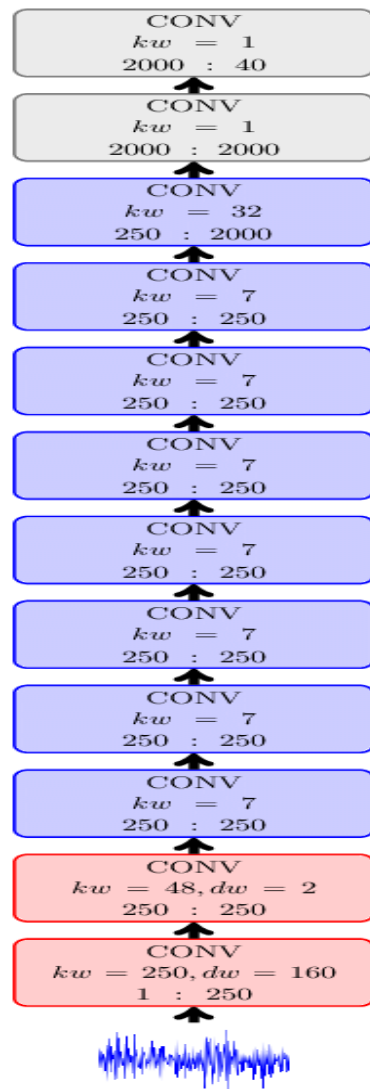 CONV
kw = 1
2000 : 40
CONV
kw = 1
2000 : 2000
CONV
kw = 32
250 : 2000
CONV
kw = 7
250 : 250
CONV
kw = 7
250 : 250
CONV
kw = 7
250 : 250
CONV
kw = 7
250 : 250
CONV
kw = 7
250 : 250
CONV
kw = 7
250 : 250
CONV
kw = 7
250 : 250
CONV
kw = 48, dw = 2
250 : 250
CONV
kw = 250, dw = 160
1 : 250